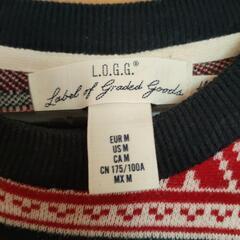 L.O.G.G.®
Label of Graded Goods
EUR M
US M
CA M
CN 175/100A
MX M